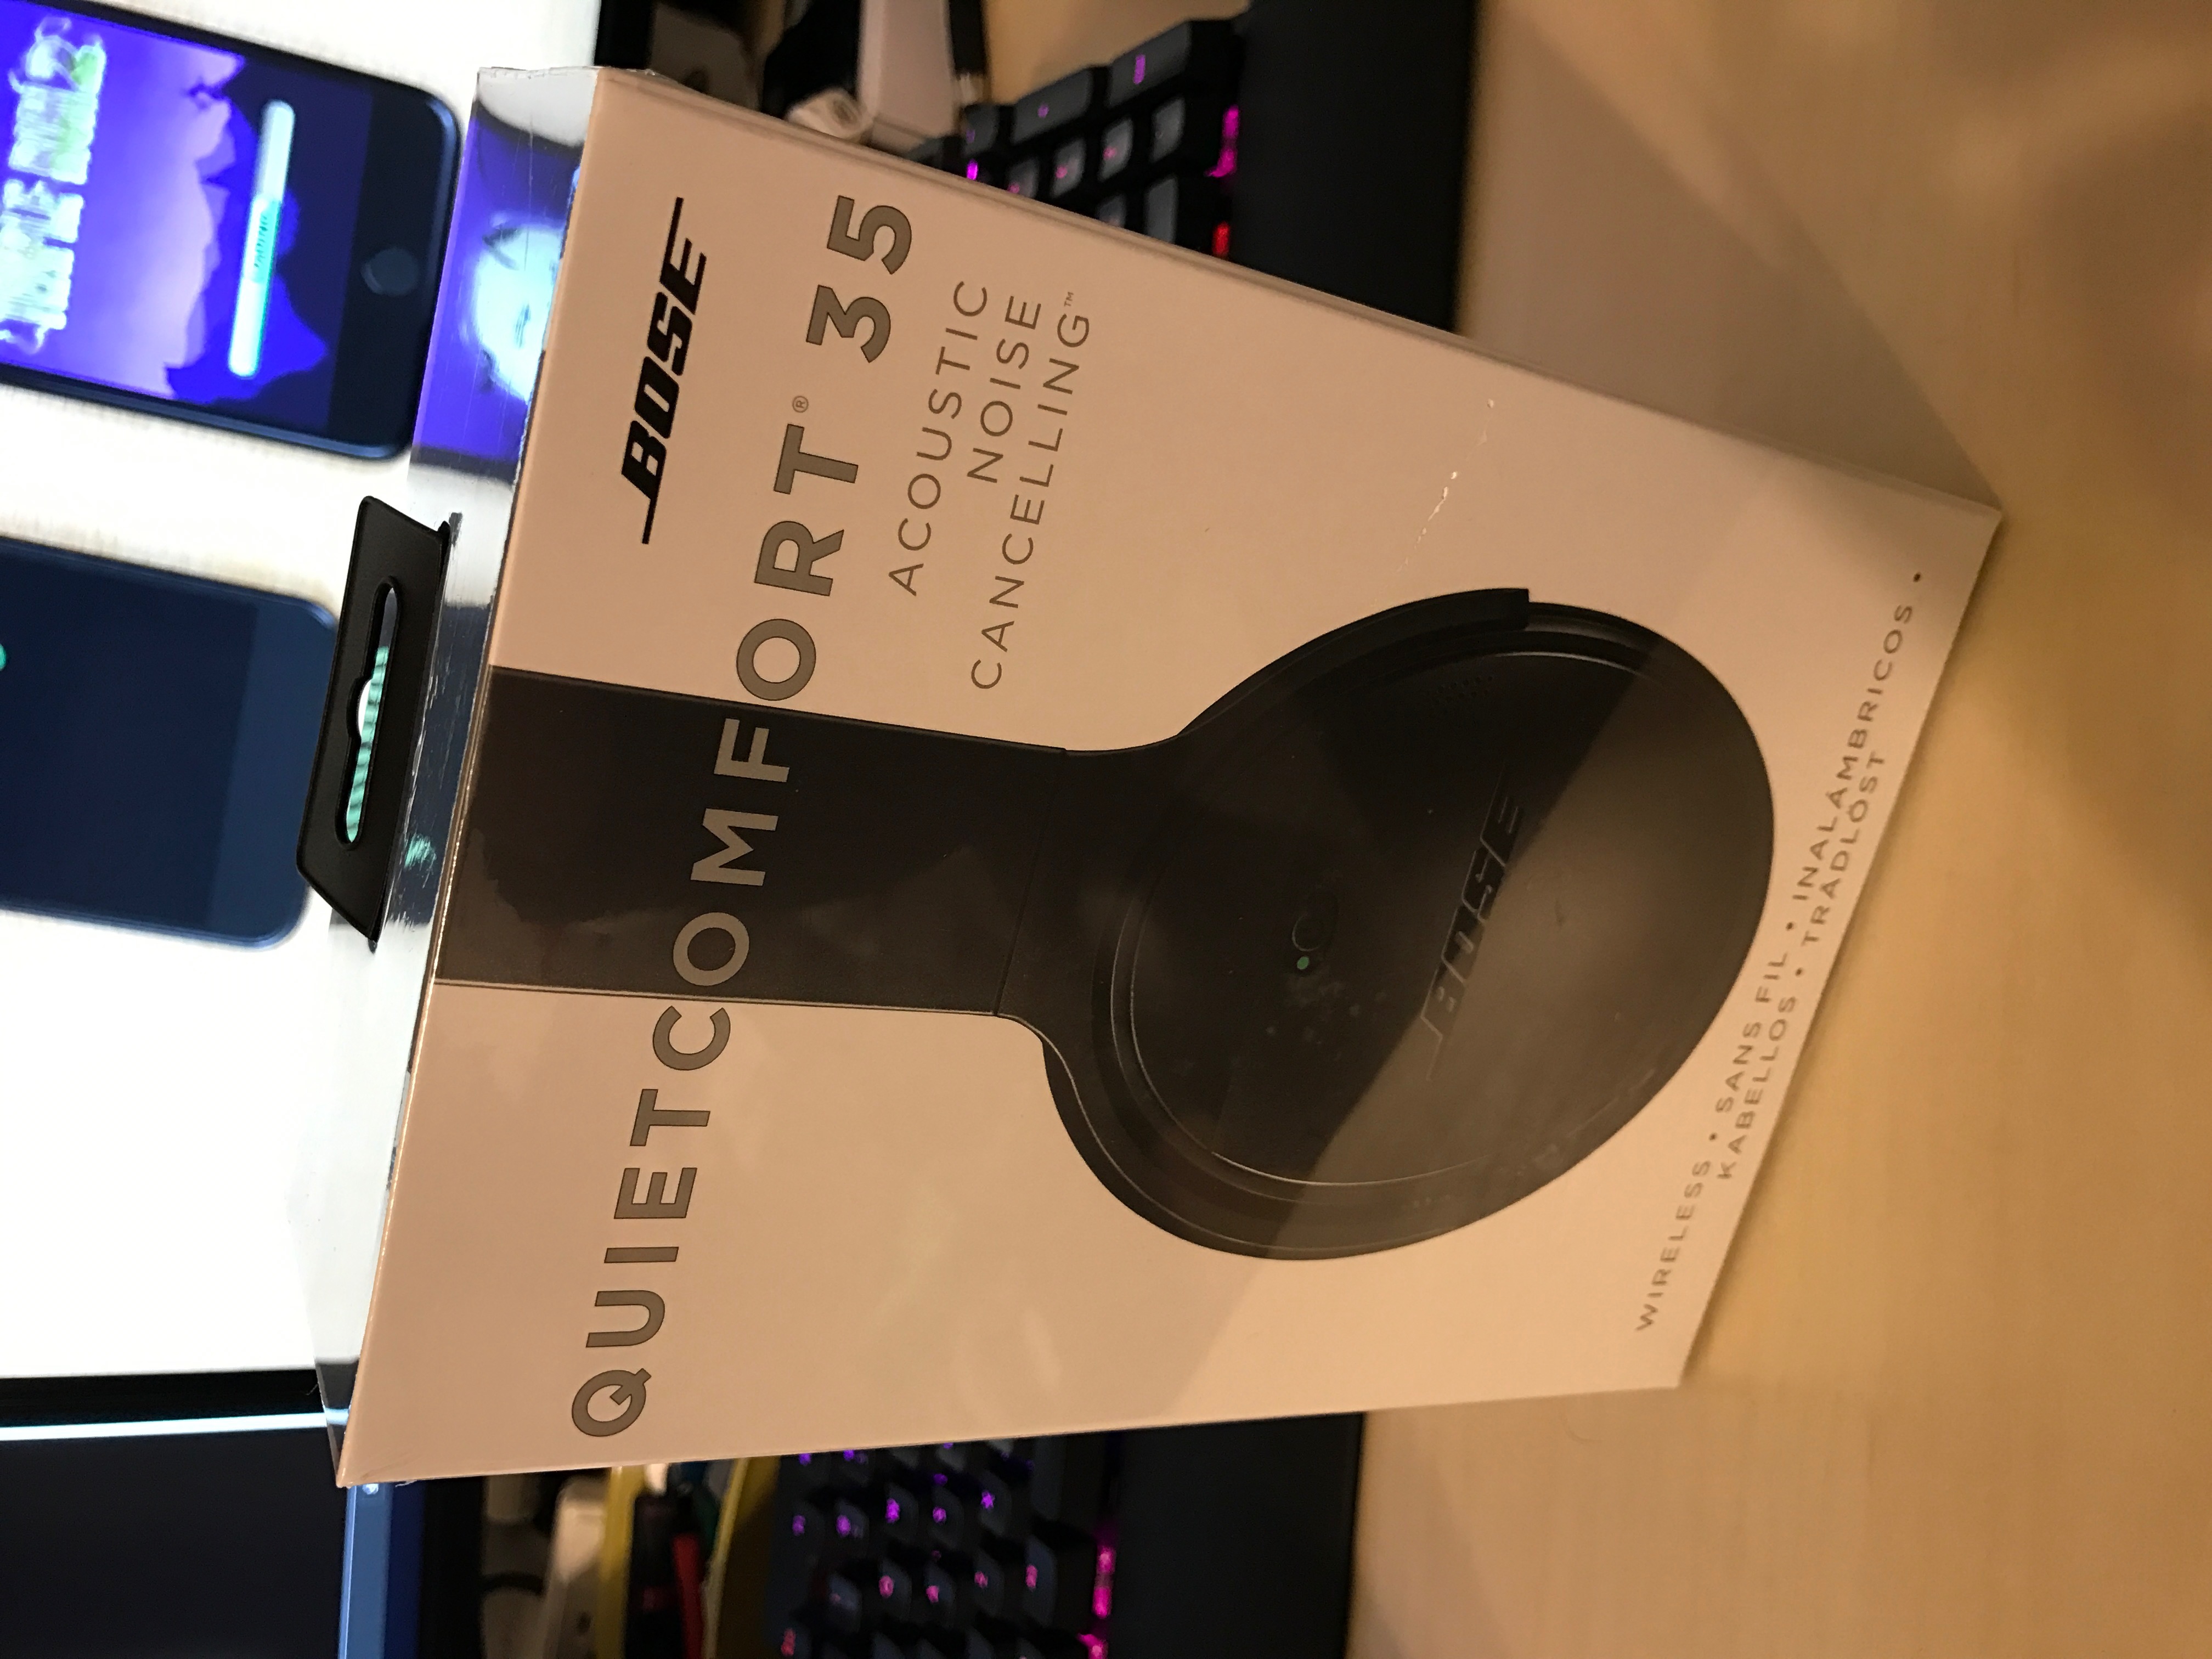 BOSE
QUIETCOMFORT® 35
ACOUSTIC
NOISE
CANCELLING™
BOSE
WIRELESS • SANS FIL • INALÁMBRICOS •
KABELLOS • TRÅDLÖST